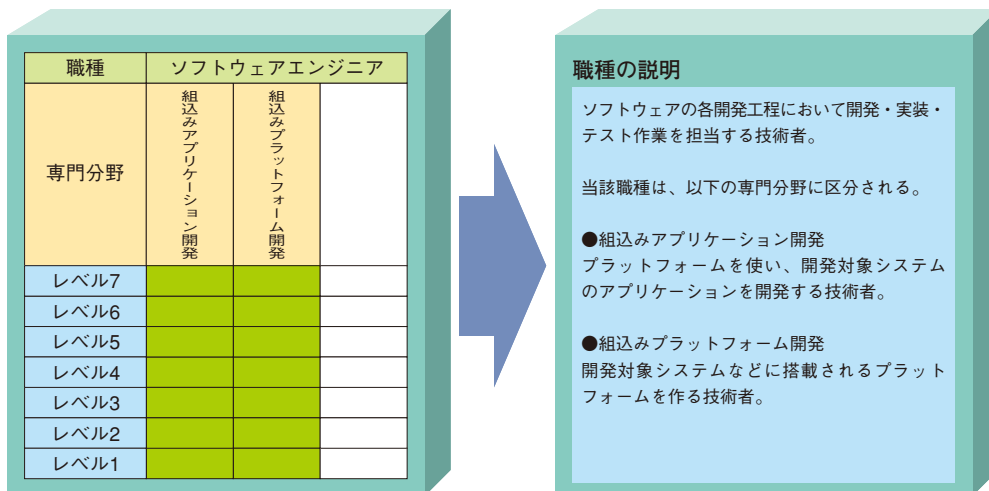 職種 ソフトウェアエンジニア
専門分野
組込みアプリケーション開発
組込みプラットフォーム開発
レベル7
レベル6
レベル5
レベル4
レベル3
レベル2
レベル1
職種の説明
ソフトウェアの各開発工程において開発・実装・
テスト作業を担当する技術者。
当該職種は、以下の専門分野に区分される。
●組込みアプリケーション開発
プラットフォームを使い、開発対象システム
のアプリケーションを開発する技術者。
●組込みプラットフォーム開発
開発対象システムなどに搭載されるプラット
フォームを作る技術者。